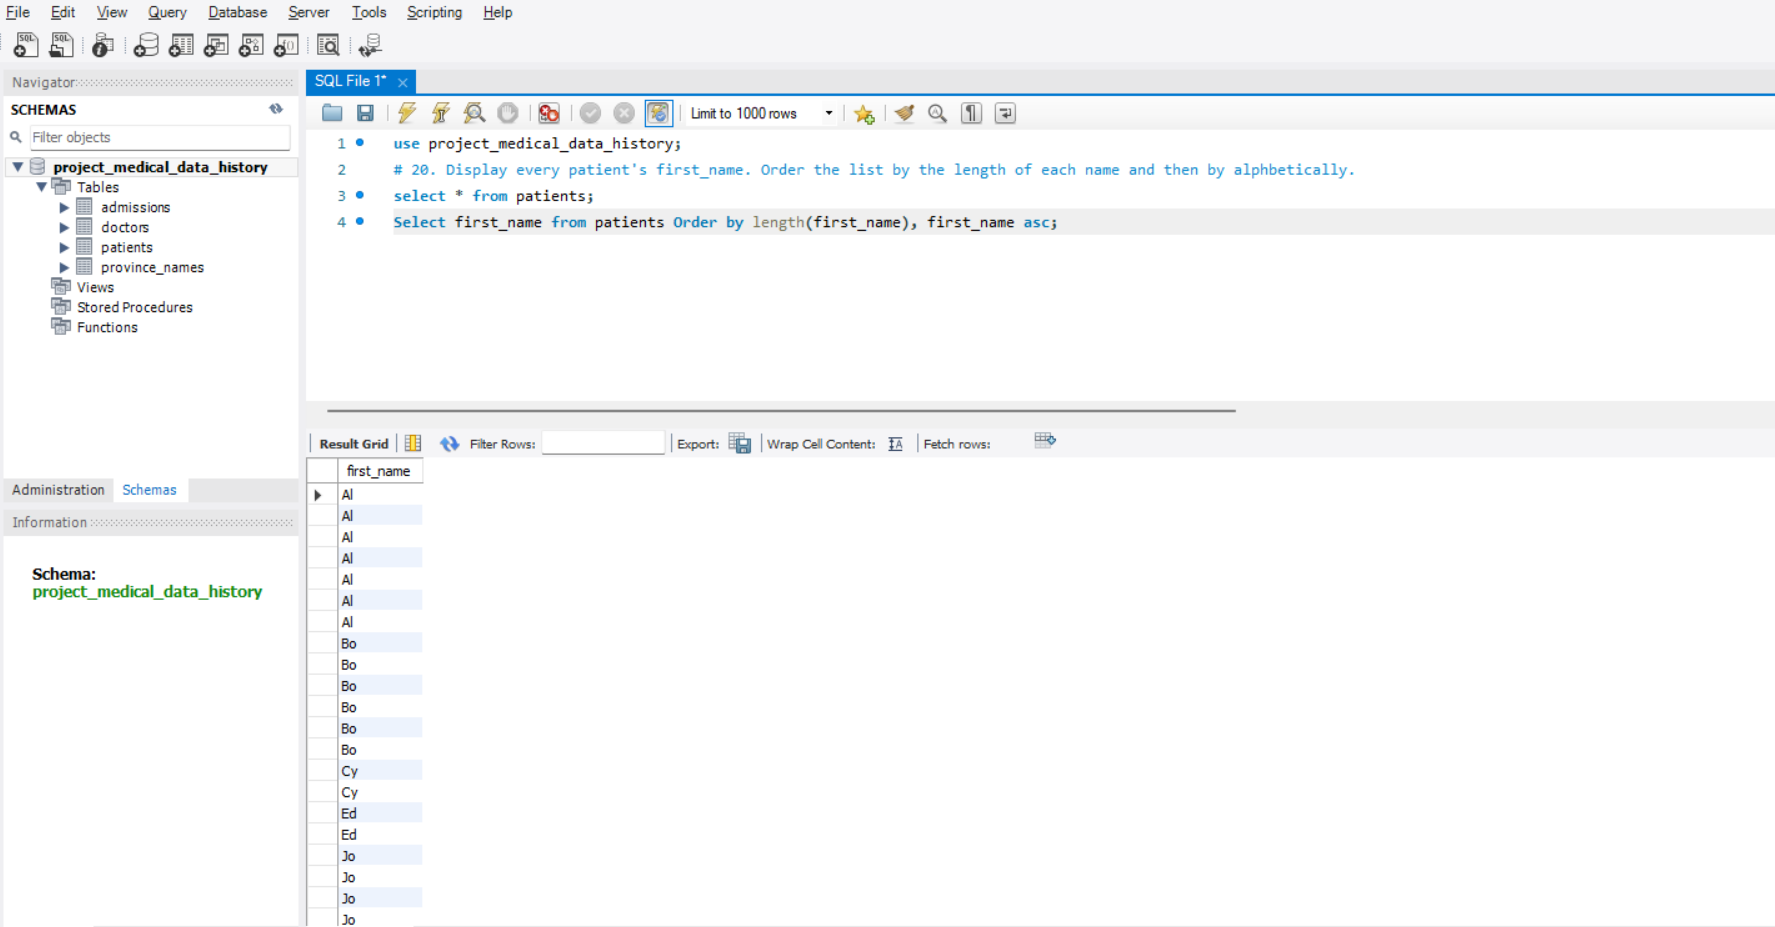 File Edit View Query Database Server Tools Scripting Help
Navigator
SCHEMAS
Filter objects
project_medical_data_history
Tables
admissions
doctors
patients
province_names
Views
Stored Procedures
Functions
Administration Schemas
Information
Schema:
project_medical_data_history
SQL File 1*
Limit to 1000 rows
1 use project_medical_data_history;
2 # 20. Display every patient's first_name. Order the list by the length of each name and then by alphbetically.
3 select * from patients;
4 Select first_name from patients Order by length(first_name), first_name asc;
Result Grid Filter Rows: Export: Wrap Cell Content: Fetch rows:
first_name
Al
Al
Al
Al
Al
Al
Al
Bo
Bo
Bo
Bo
Bo
Bo
Cy
Cy
Ed
Ed
Jo
Jo
Jo
Jo